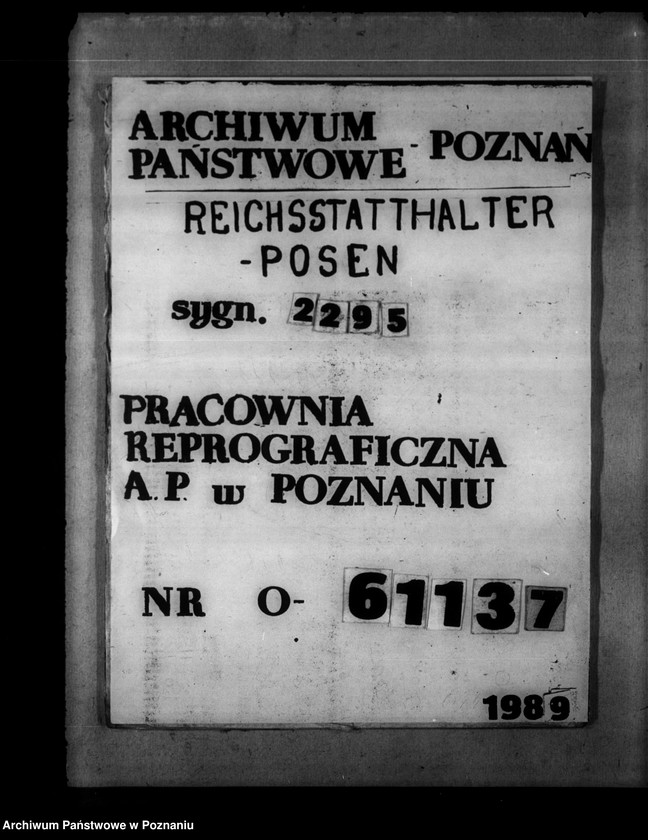 ARCHIWUM
PAŃSTWOWE - POZNAŃ
REICHSSTATTHALTER
-POSEN
sygn. 2295
PRACOWNIA
REPROGRAFICZNA
A.P. w POZNANIU
NR O- 61137
1989
Archiwum Państwowe w Poznaniu